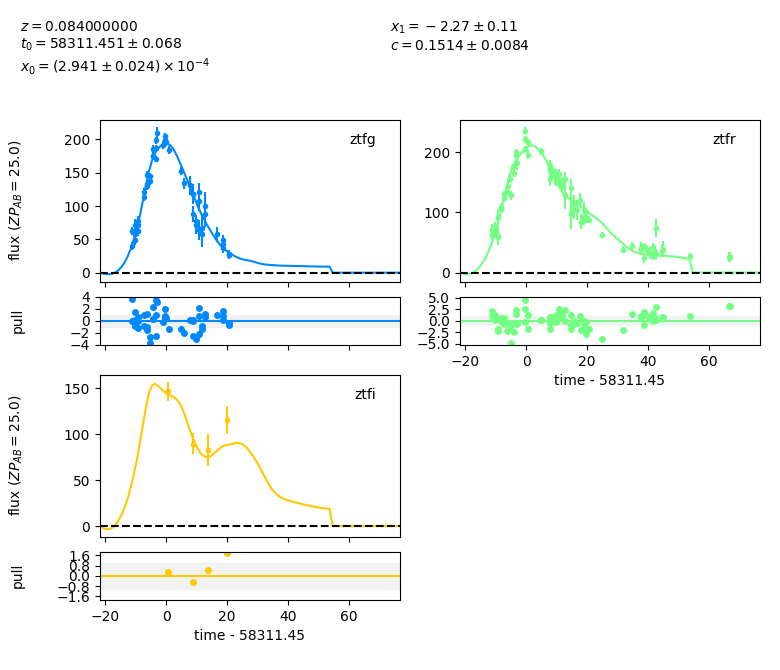 z = 0.084000000
t₀ = 58311.451 ± 0.068
x₀ = (2.941 ± 0.024) × 10⁻⁴
x₁ = −2.27 ± 0.11
c = 0.1514 ± 0.0084
flux (ZP_AB = 25.0)
200
150
100
50
0
ztfg
200
100
0
ztfr
pull
4
2
0
−2
−4
5.0
2.5
0.0
−2.5
−5.0
−20 0 20 40 60
time - 58311.45
flux (ZP_AB = 25.0)
150
100
50
0
ztfi
pull
1.6
0.8
0.0
−0.8
−1.6
−20 0 20 40 60
time - 58311.45